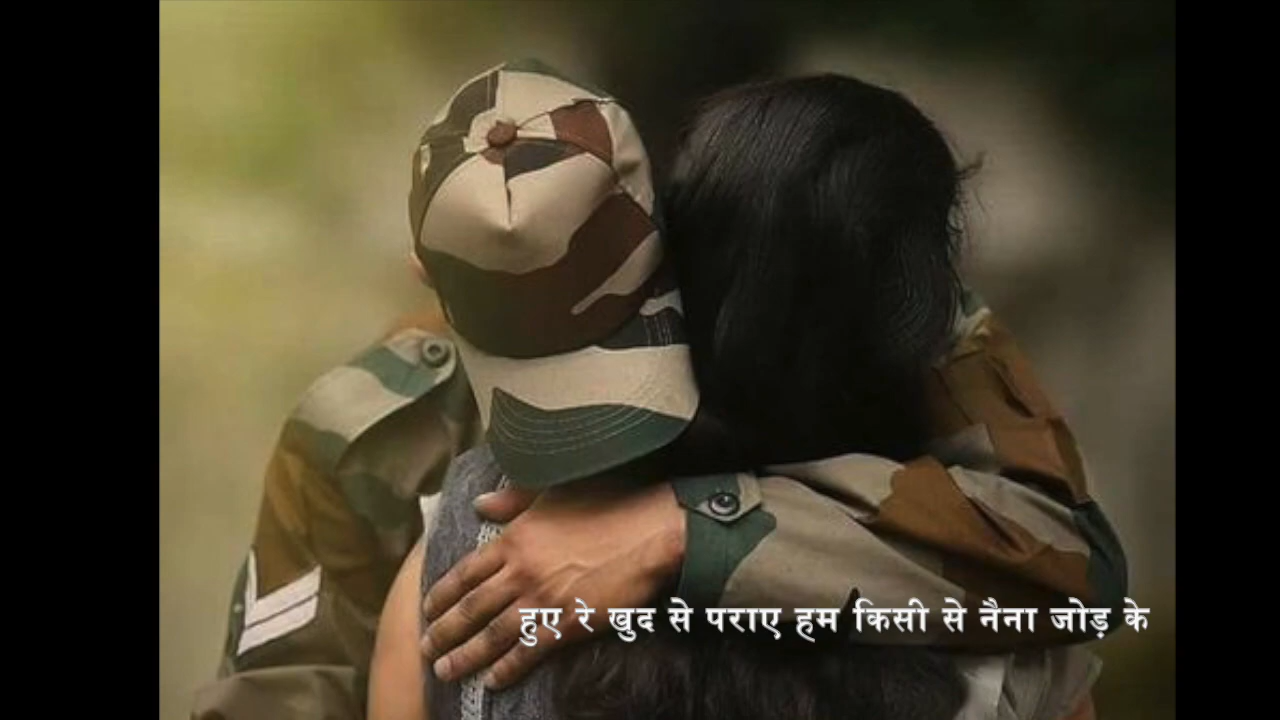 हुए रे खुद से पराए हम किसी से नैना जोड़ के